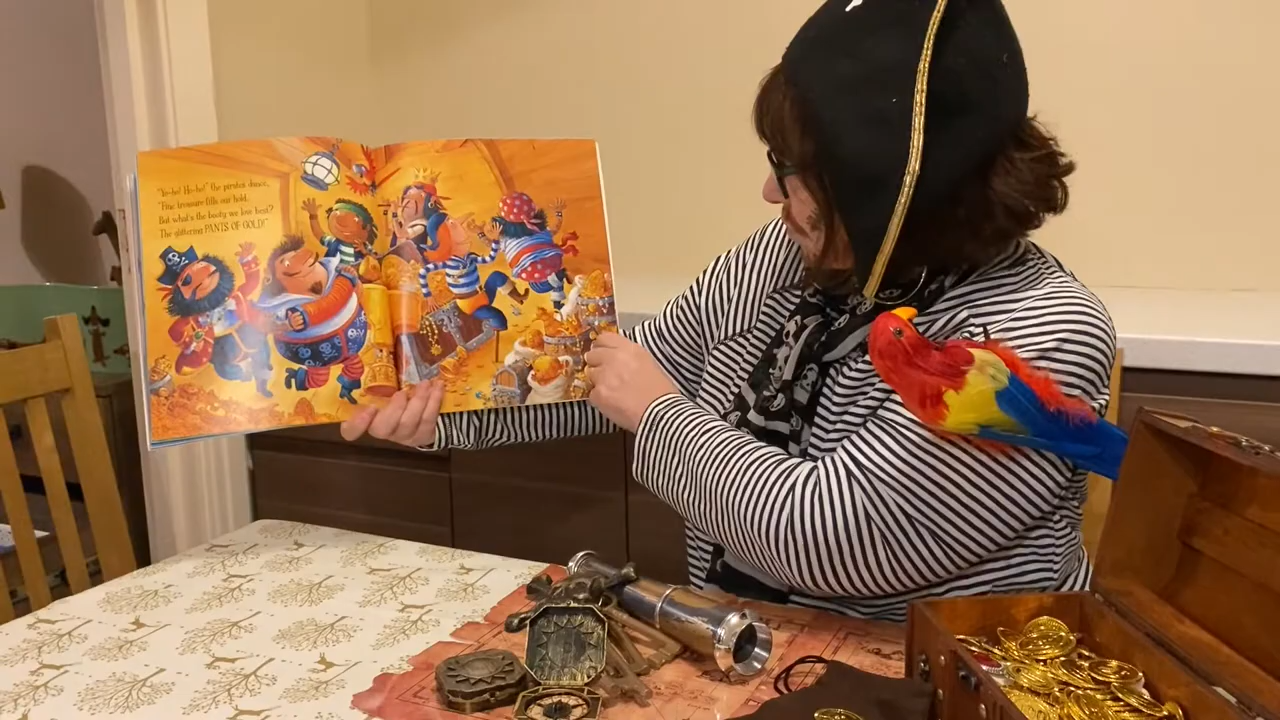 "Yo-ho! Ho-ho!" the pirates dance,
"Fine treasure fills our hold.
But what's the booty we love best?
The glittering PANTS OF GOLD!"